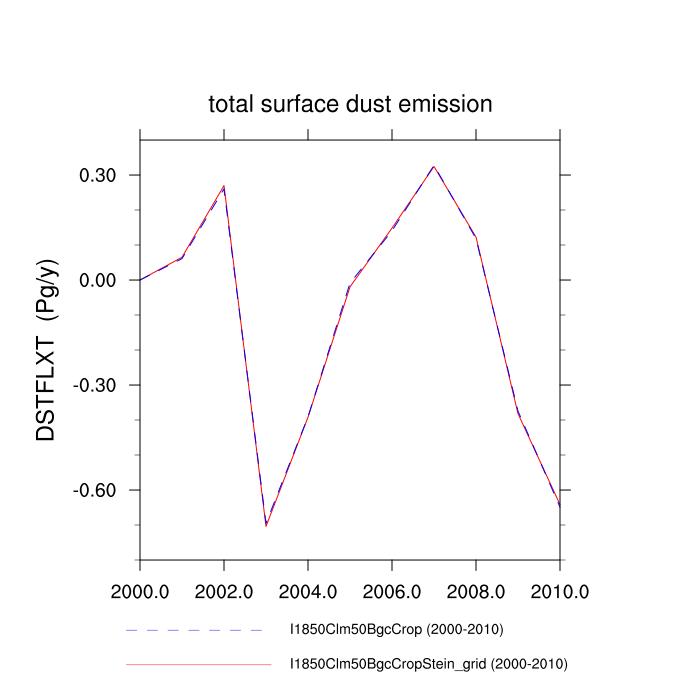 total surface dust emission
0.30
0.00
-0.30
-0.60
DSTFLXT (Pg/y)
2000.0 2002.0 2004.0 2006.0 2008.0 2010.0
I1850Clm50BgcCrop (2000-2010)
I1850Clm50BgcCropStein_grid (2000-2010)